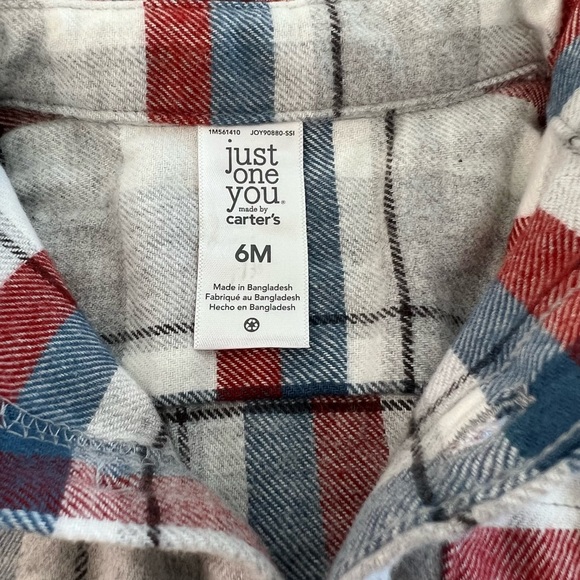 1M561410 JOY90880-SSI
just
one
you®
made by
carter's
6M
Made in Bangladesh
Fabriqué au Bangladesh
Hecho en Bangladesh